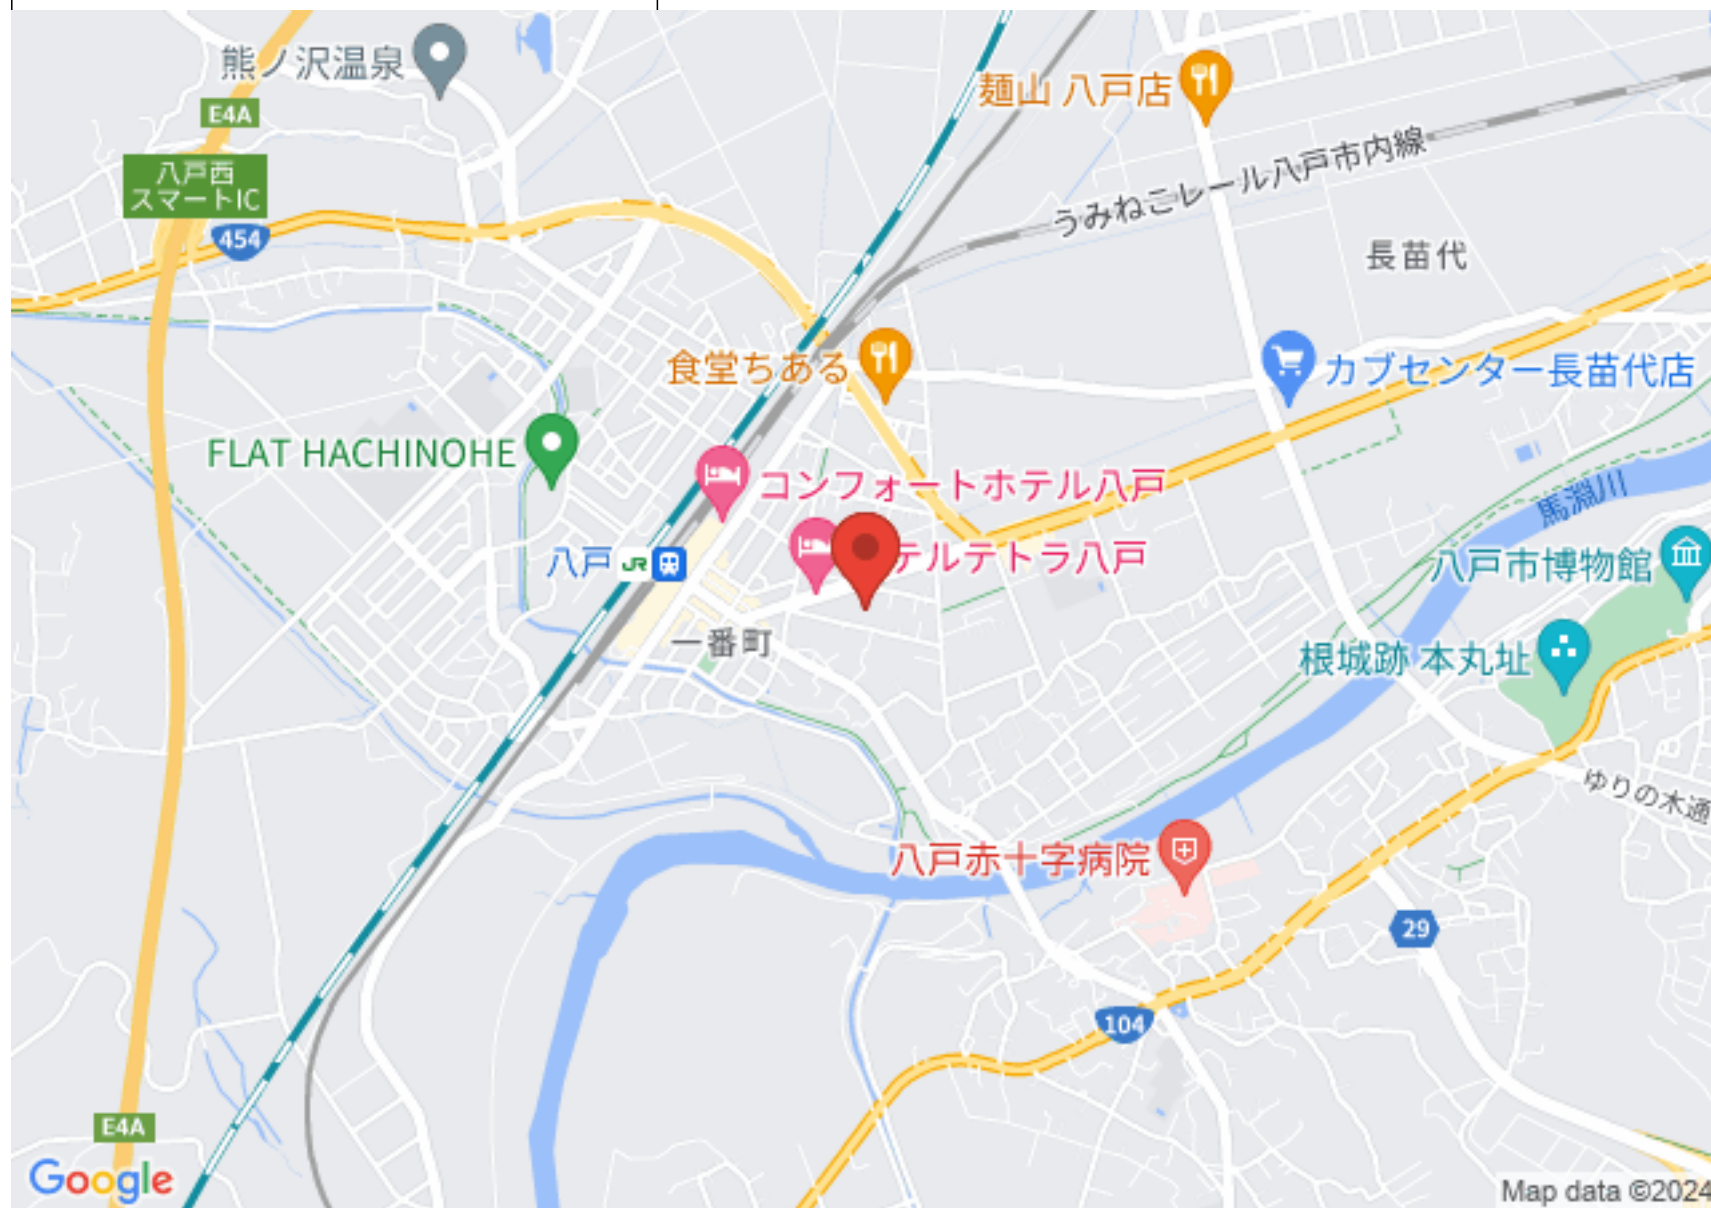 熊ノ沢温泉
麺山 八戸店
E4A
うみねこレール八戸市内線
八戸西
スマートIC
454
長苗代
食堂ちある
カブセンター長苗代店
FLAT HACHINOHE
コンフォートホテル八戸
馬淵川
八戸
JR
テルテトラ八戸
八戸市博物館
一番町
根城跡 本丸址
ゆりの木通
八戸赤十字病院
29
104
E4A
Google
Map data ©2024